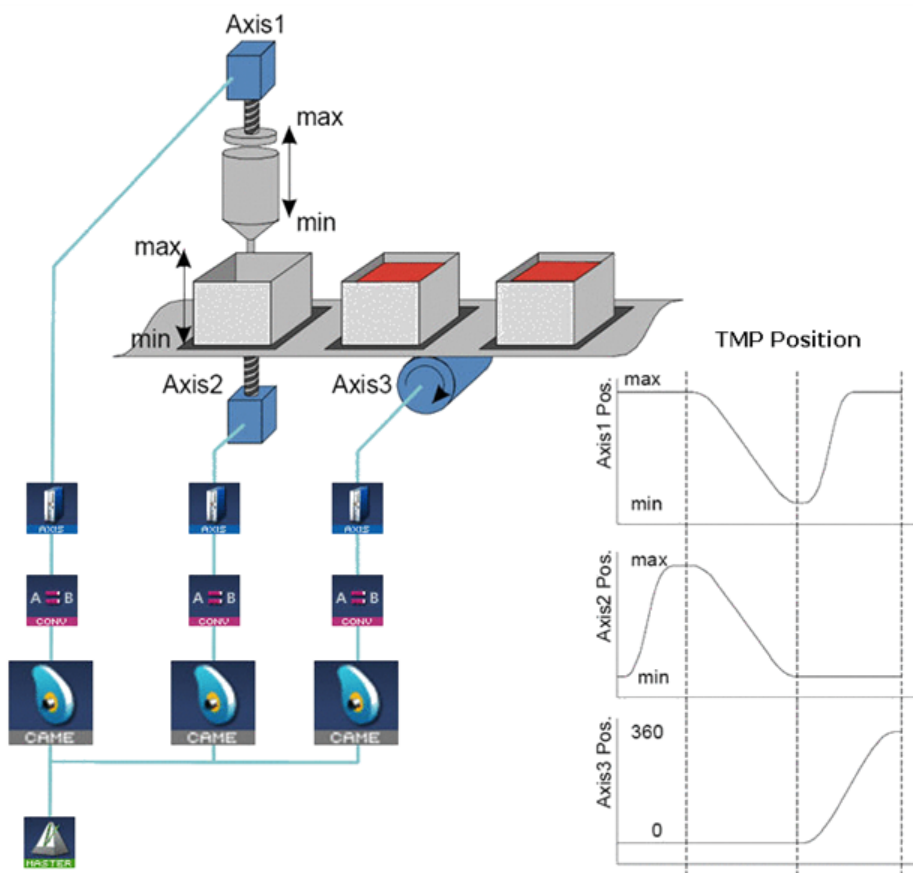 Axis1
max
min
max
min
Axis2
Axis3
AXIS
AXIS
AXIS
A = B
CONV
A = B
CONV
A = B
CONV
CAME
CAME
CAME
MASTER
TMP Position
Axis1 Pos.
max
min
Axis2 Pos.
max
min
Axis3 Pos.
360
0